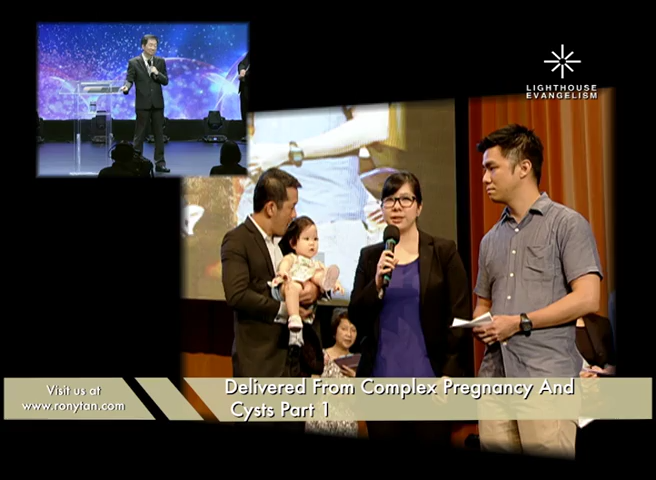 LIGHTHOUSE
EVANGELISM
Visit us at
www.ronytan.com
Delivered From Complex Pregnancy And
Cysts Part 1